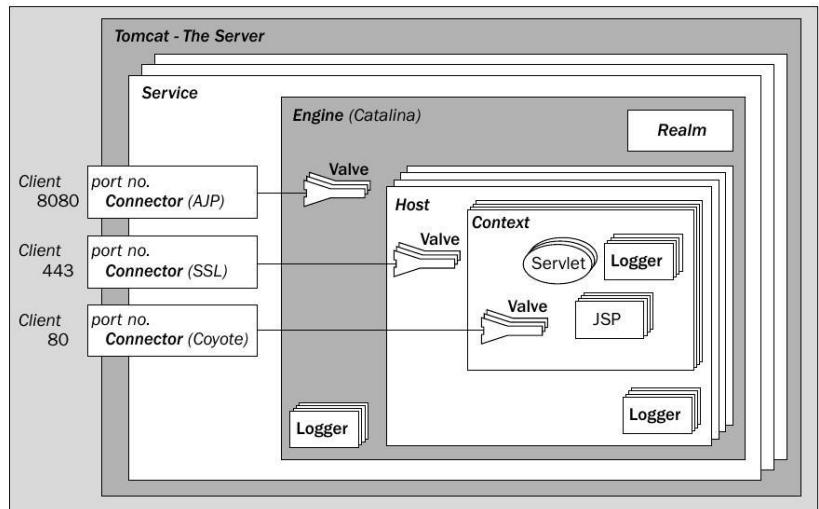 Tomcat - The Server
Service
Engine (Catalina)
Realm
Client
8080
port no.
Connector (AJP)
Valve
Host
Context
Client
443
port no.
Connector (SSL)
Valve
Servlet
Logger
Client
80
port no.
Connector (Coyote)
Valve
JSP
Logger
Logger